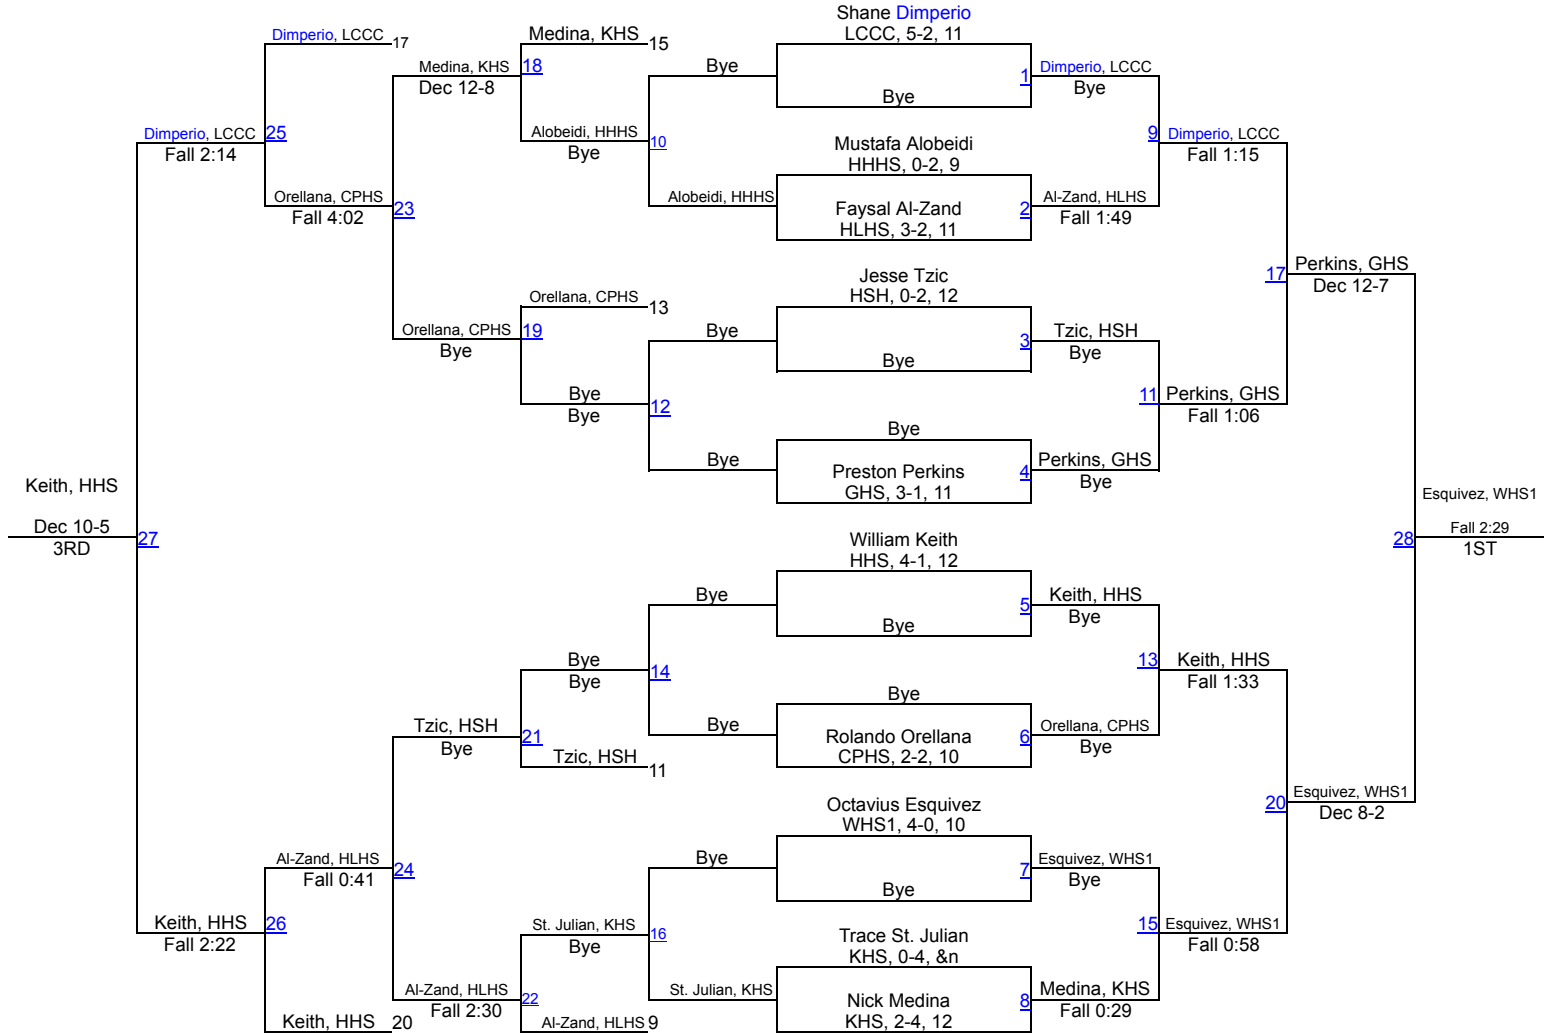 Dimperio, LCCC 17
Dimperio, LCCC 25
Fall 2:14
Orellana, CPHS
Fall 4:02
23
Medina, KHS 18
Dec 12-8
Medina, KHS 15
Alobeidi, HHHS 10
Bye
Orellana, CPHS 19
Bye
Orellana, CPHS 13
Bye
Bye
12
Bye
Alobeidi, HHHS
Bye
Bye
Shane Dimperio
LCCC, 5-2, 11
Bye
1
Mustafa Alobeidi
HHHS, 0-2, 9
Faysal Al-Zand
HLHS, 3-2, 11
2
Jesse Tzic
HSH, 0-2, 12
Bye
3
Bye
Preston Perkins
GHS, 3-1, 11
4
Dimperio, LCCC
Bye
Al-Zand, HLHS
Fall 1:49
9 Dimperio, LCCC
Fall 1:15
Tzic, HSH
Bye
Perkins, GHS
Bye
11 Perkins, GHS
Fall 1:06
17 Perkins, GHS
Dec 12-7
Keith, HHS
Dec 10-5
3RD
27
Esquivez, WHS1
Fall 2:29
1ST
28
Keith, HHS 26
Fall 2:22
Al-Zand, HLHS 24
Fall 0:41
Keith, HHS 20
Tzic, HSH 21
Bye
Al-Zand, HLHS 22
Fall 2:30
Bye
Bye
14
Tzic, HSH 11
St. Julian, KHS 16
Bye
Al-Zand, HLHS 9
Bye
Bye
Bye
St. Julian, KHS
William Keith
HHS, 4-1, 12
Bye
5
Bye
Rolando Orellana
CPHS, 2-2, 10
6
Octavius Esquivez
WHS1, 4-0, 10
Bye
7
Trace St. Julian
KHS, 0-4, &n
Nick Medina
KHS, 2-4, 12
8
Keith, HHS
Bye
Orellana, CPHS
Bye
13 Keith, HHS
Fall 1:33
Esquivez, WHS1
Bye
Medina, KHS
Fall 0:29
15 Esquivez, WHS1
Fall 0:58
20 Esquivez, WHS1
Dec 8-2